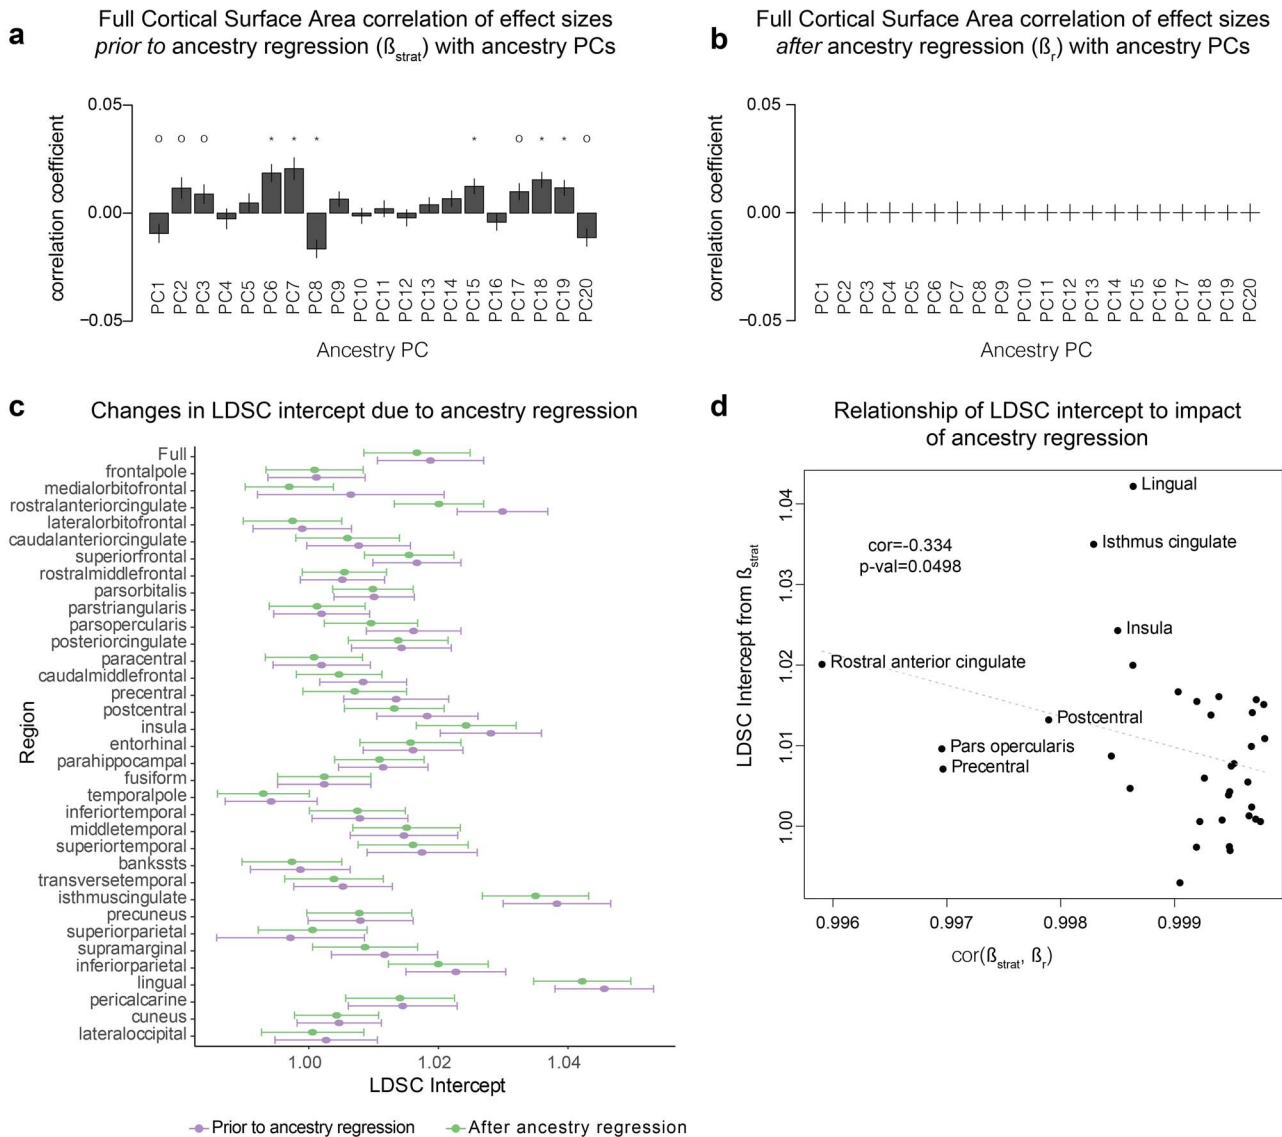 a
Full Cortical Surface Area correlation of effect sizes
prior to ancestry regression (ßstrat) with ancestry PCs
0.05
0.00
−0.05
correlation coefficient
o o o * * * * o * * o
PC1 PC2 PC3 PC4 PC5 PC6 PC7 PC8 PC9 PC10 PC11 PC12 PC13 PC14 PC15 PC16 PC17 PC18 PC19 PC20
Ancestry PC
b
Full Cortical Surface Area correlation of effect sizes
after ancestry regression (ßr) with ancestry PCs
0.05
0.00
−0.05
correlation coefficient
PC1 PC2 PC3 PC4 PC5 PC6 PC7 PC8 PC9 PC10 PC11 PC12 PC13 PC14 PC15 PC16 PC17 PC18 PC19 PC20
Ancestry PC
c
Changes in LDSC intercept due to ancestry regression
Region
Full
frontalpole
medialorbitofrontal
rostralanteriorcingulate
lateralorbitofrontal
caudalanteriorcingulate
superiorfrontal
rostralmiddlefrontal
parsorbitalis
parstriangularis
parsopercularis
posteriorcingulate
paracentral
caudalmiddlefrontal
precentral
postcentral
insula
entorhinal
parahippocampal
fusiform
temporalpole
inferiortemporal
middletemporal
superiortemporal
bankssts
transversetemporal
isthmuscingulate
precuneus
superiorparietal
supramarginal
inferiorparietal
lingual
pericalcarine
cuneus
lateraloccipital
1.00 1.02 1.04
LDSC Intercept
Prior to ancestry regression After ancestry regression
d
Relationship of LDSC intercept to impact
of ancestry regression
LDSC Intercept from ßstrat
1.04
1.03
1.02
1.01
1.00
cor=-0.334
p-val=0.0498
Lingual
Isthmus cingulate
Insula
Rostral anterior cingulate
Postcentral
Pars opercularis
Precentral
0.996 0.997 0.998 0.999
cor(ßstrat, ßr)